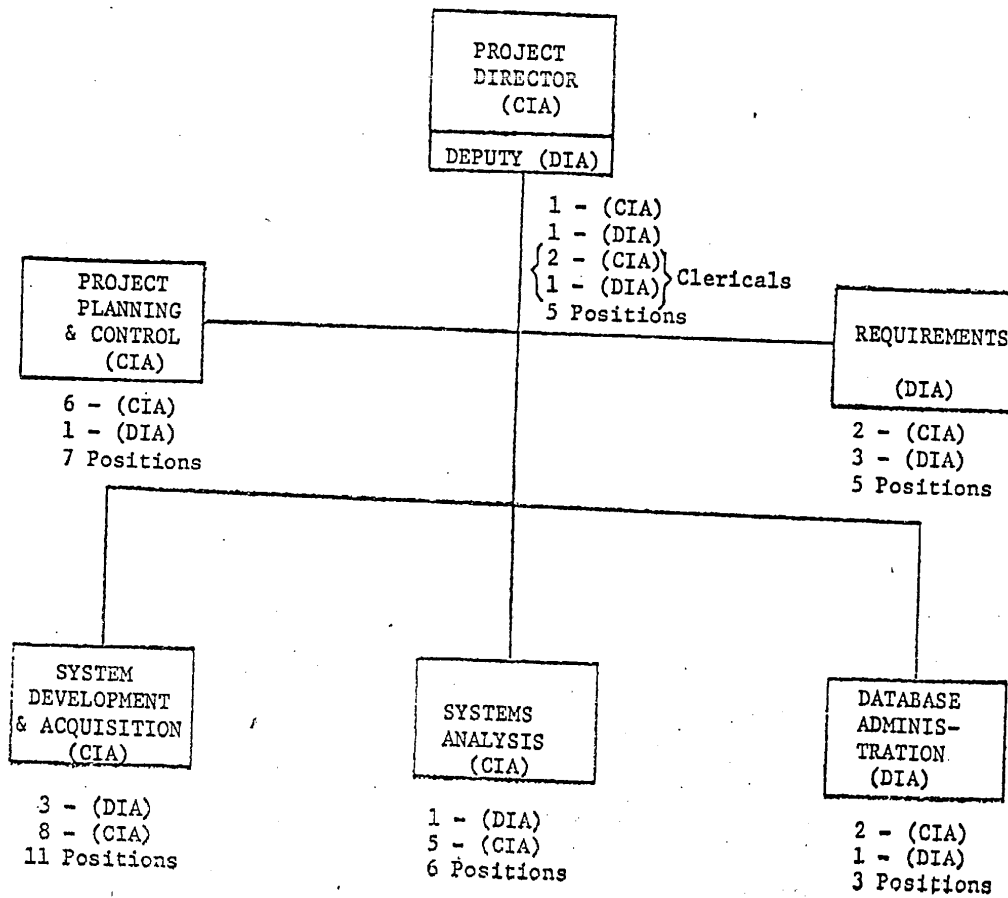 PROJECT
DIRECTOR
(CIA)
DEPUTY (DIA)
1 - (CIA)
1 - (DIA)
2 - (CIA)
1 - (DIA)
Clericals
5 Positions
PROJECT
PLANNING
& CONTROL
(CIA)
6 - (CIA)
1 - (DIA)
7 Positions
REQUIREMENTS
(DIA)
2 - (CIA)
3 - (DIA)
5 Positions
SYSTEM
DEVELOPMENT
& ACQUISITION
(CIA)
3 - (DIA)
8 - (CIA)
11 Positions
SYSTEMS
ANALYSIS
(CIA)
1 - (DIA)
5 - (CIA)
6 Positions
DATABASE
ADMINIS-
TRATION
(DIA)
2 - (CIA)
1 - (DIA)
3 Positions